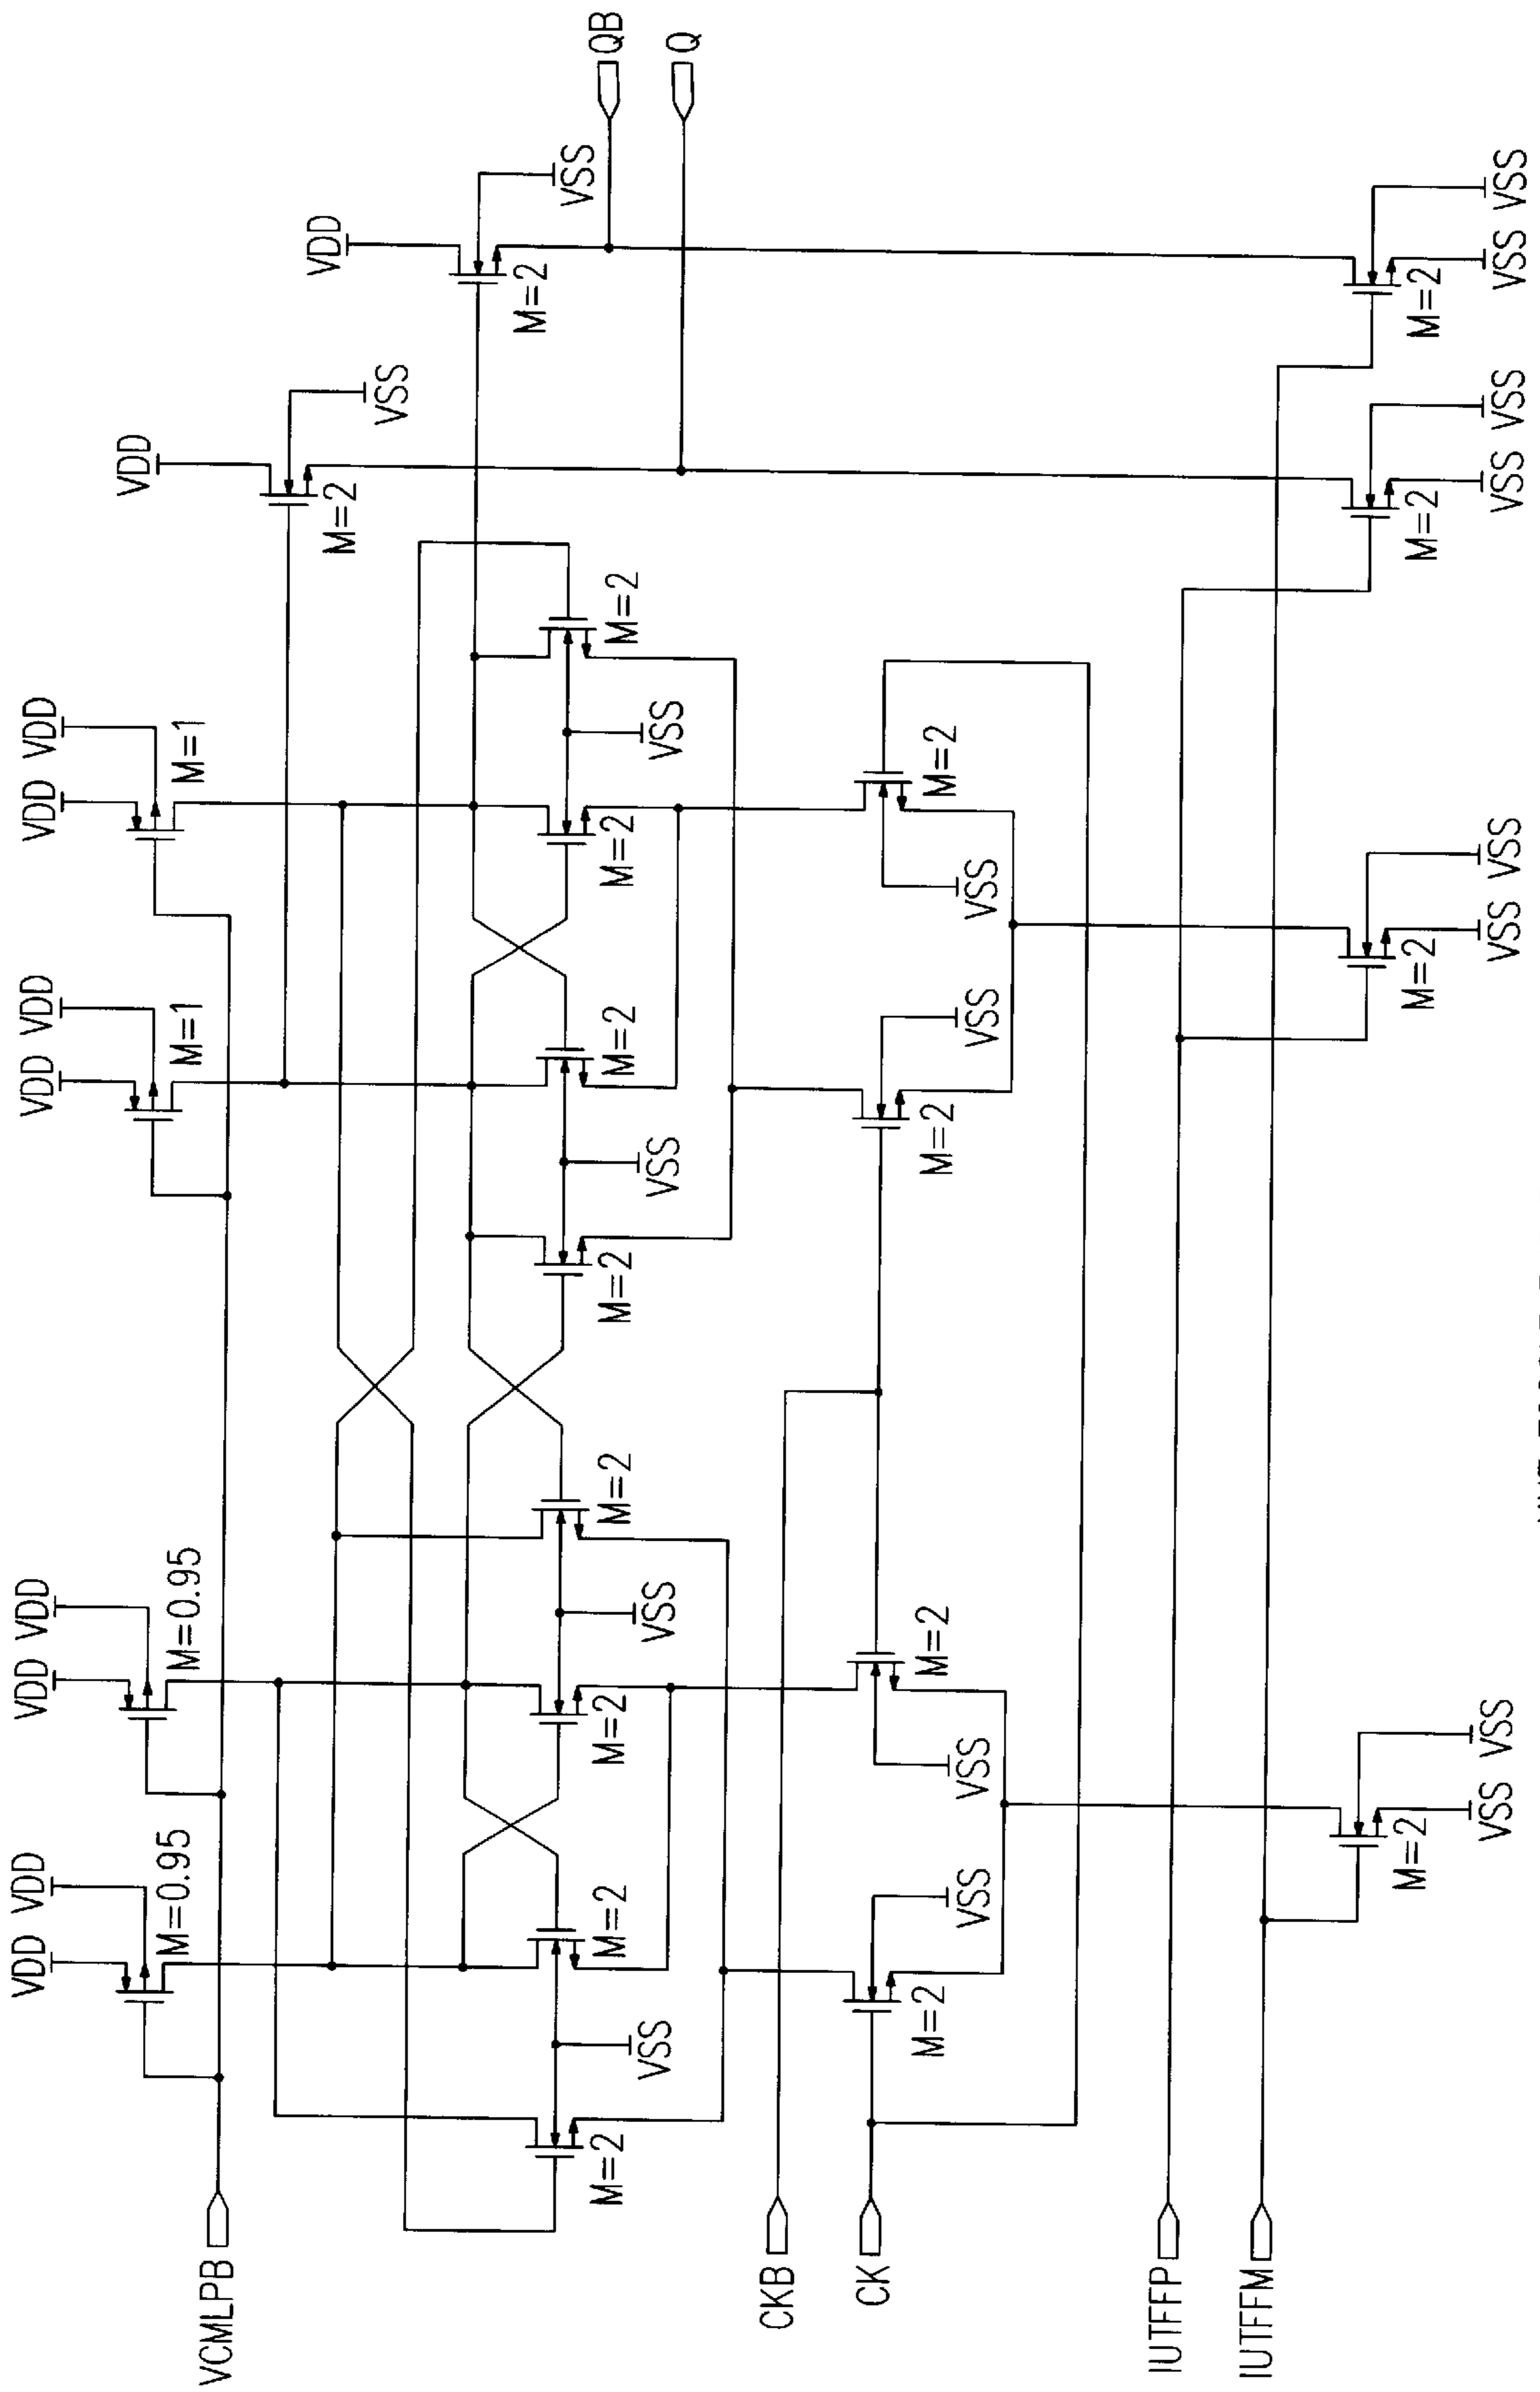 QB
Q
VDD
VSS
M=2
VDD
VSS
M=2
VDD VDD
M=1
VDD VDD
M=1
VDD VDD
M=0.95
VDD VDD
M=0.95
VCMLPB
M=2
VSS
M=2
M=2
VSS
M=2
M=2
VSS
M=2
M=2
VSS
M=2
M=2
VSS
VSS
M=2
M=2
VSS
VSS
M=2
CKB
CK
VSS VSS
M=2
VSS VSS
M=2
VSS VSS
M=2
VSS VSS
M=2
IUTFFP
IUTFFM